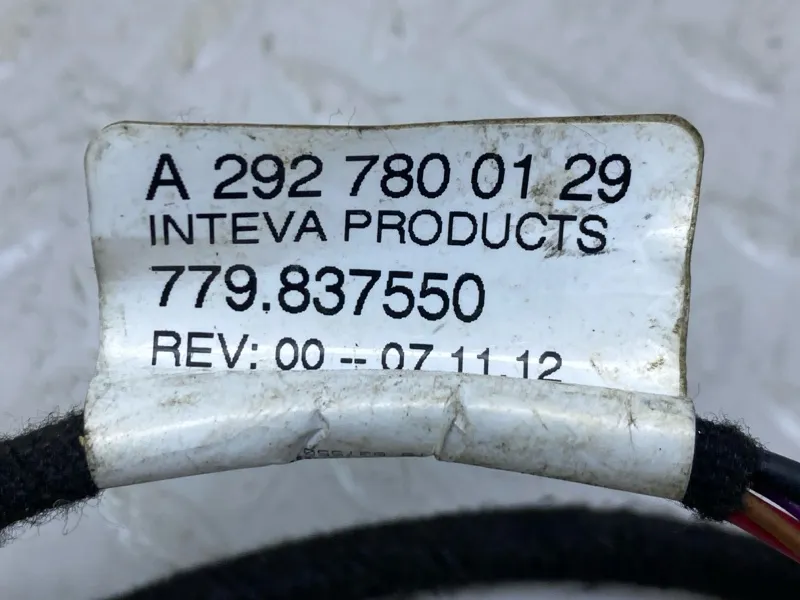 A 292 780 01 29
INTEVA PRODUCTS
779.837550
REV: 00 -- 07.11.12